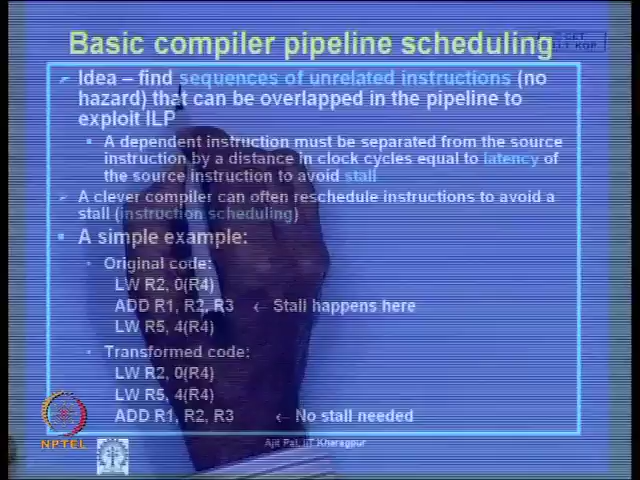 Basic compiler pipeline scheduling
Idea – find sequences of unrelated instructions (no
hazard) that can be overlapped in the pipeline to
exploit ILP
A dependent instruction must be separated from the source
instruction by a distance in clock cycles equal to latency of
the source instruction to avoid stall
A clever compiler can often reschedule instructions to avoid a
stall (instruction scheduling)
A simple example:
Original code:
LW R2, 0(R4)
ADD R1, R2, R3 ← Stall happens here
LW R5, 4(R4)
Transformed code:
LW R2, 0(R4)
LW R5, 4(R4)
ADD R1, R2, R3 ← No stall needed
NPTEL
Ajit Pal, IIT Kharagpur